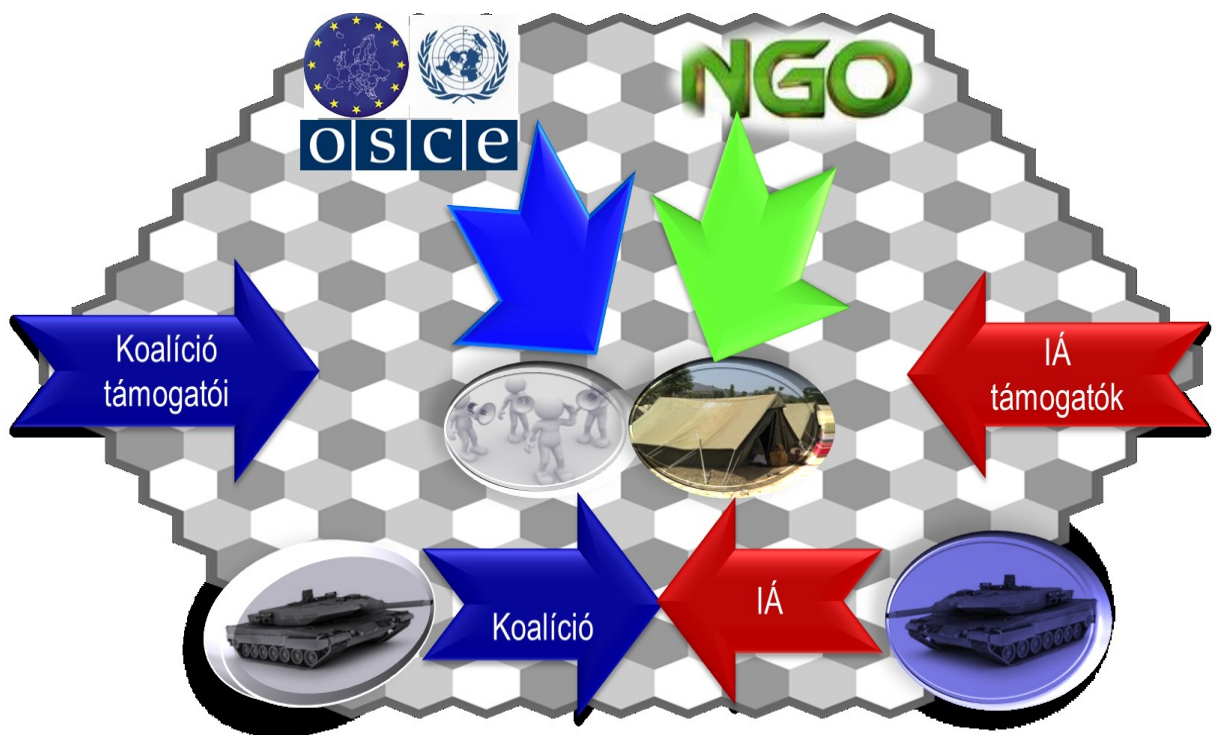 osce
NGO
Koalíció
támogatói
IÁ
támogatók
Koalíció
IÁ